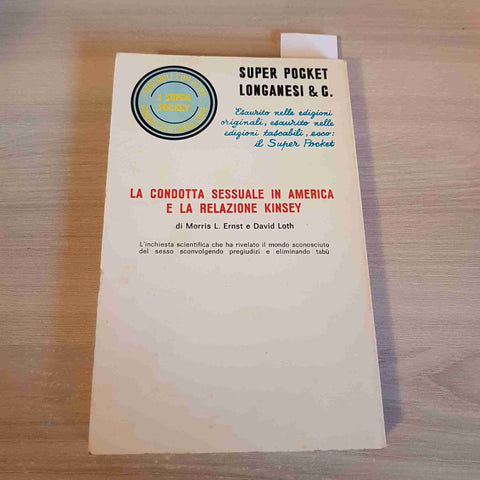 SUPER POCKET
LONGANESI & C.
I SUPER
POCKET
Esaurito nelle edizioni
originali, esaurito nelle
edizioni tascabili, ecco:
il Super Pocket
LA CONDOTTA SESSUALE IN AMERICA
E LA RELAZIONE KINSEY
di Morris L. Ernst e David Loth
L'inchiesta scientifica che ha rivelato il mondo sconosciuto
del sesso sconvolgendo pregiudizi e eliminando tabù